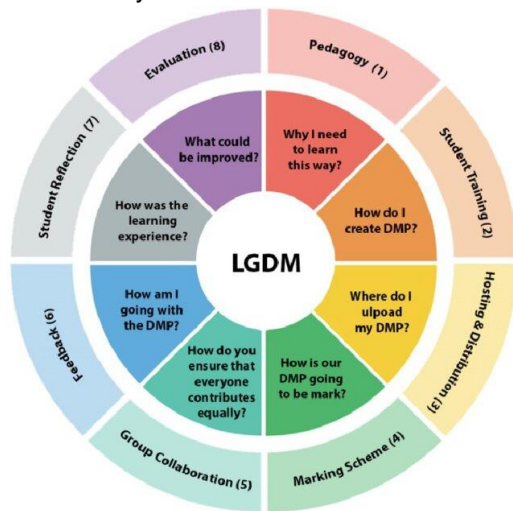 LGDM
Pedagogy (1)
Why I need
to learn
this way?
Student Training (2)
How do I
create DMP?
Hosting & Distribution (3)
Where do I
ulpoad
my DMP?
Marking Scheme (4)
How is our
DMP going
to be mark?
Group Collaboration (5)
How do you
ensure that
everyone
contributes
equally?
Feedback (6)
How am I
going with
the DMP?
Student Reflection (7)
How was the
learning
experience?
Evaluation (8)
What could
be improved?